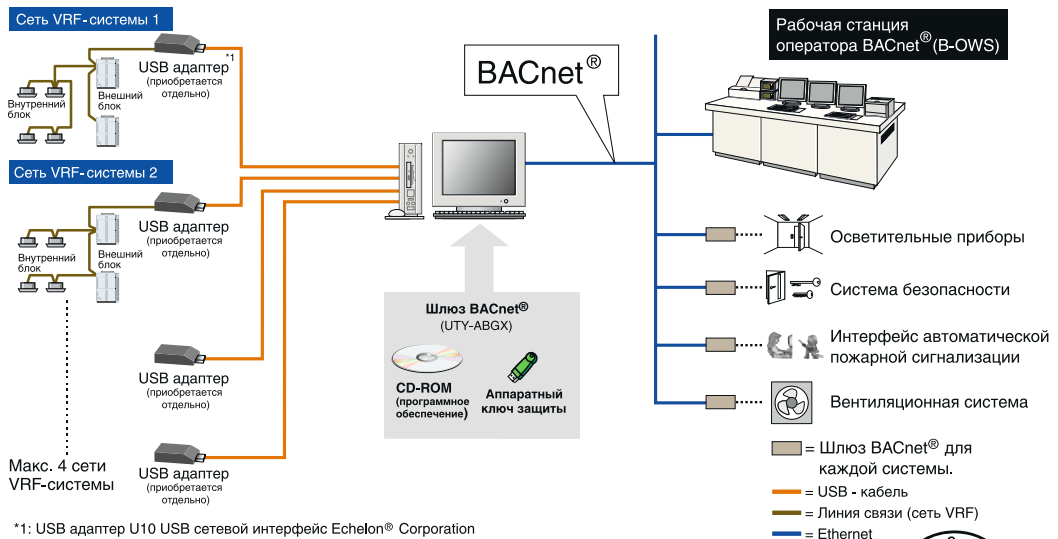 Сеть VRF-системы 1
USB адаптер *1
(приобретается
отдельно)
Внутренний
блок
Внешний
блок
Сеть VRF-системы 2
USB адаптер
(приобретается
отдельно)
Внутренний
блок
Внешний
блок
USB адаптер
(приобретается
отдельно)
USB адаптер
(приобретается
отдельно)
Макс. 4 сети
VRF-системы
*1: USB адаптер U10 USB сетевой интерфейс Echelon® Corporation
BACnet®
Шлюз BACnet®
(UTY-ABGX)
CD-ROM
(программное
обеспечение)
Аппаратный
ключ защиты
Рабочая станция
оператора BACnet®(B-OWS)
Осветительные приборы
Система безопасности
Интерфейс автоматической
пожарной сигнализации
Вентиляционная система
= Шлюз BACnet® для
каждой системы.
= USB - кабель
= Линия связи (сеть VRF)
= Ethernet